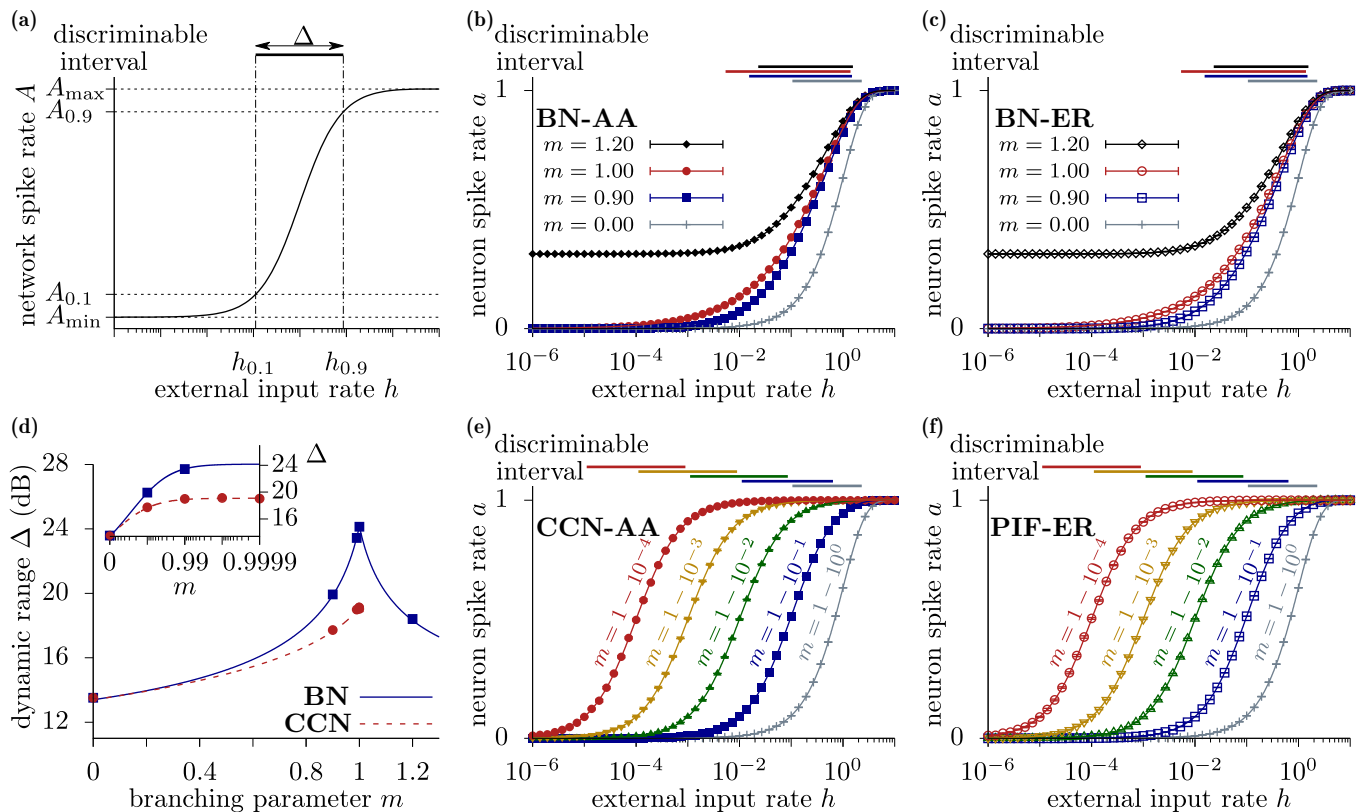 (a)
discriminable
interval
Δ
network spike rate A
A_max
A_0.9
A_0.1
A_min
h_0.1 h_0.9
external input rate h
(b)
discriminable
interval
neuron spike rate a
1
0
BN-AA
m = 1.20
m = 1.00
m = 0.90
m = 0.00
10^−6 10^−4 10^−2 10^0
external input rate h
(c)
discriminable
interval
neuron spike rate a
1
0
BN-ER
m = 1.20
m = 1.00
m = 0.90
m = 0.00
10^−6 10^−4 10^−2 10^0
external input rate h
(d)
dynamic range Δ (dB)
28
24
20
16
12
24 Δ
19
16
0 0.99 0.9999
m
BN
CCN
0 0.4 0.8 1 1.2
branching parameter m
(e)
discriminable
interval
neuron spike rate a
1
0
CCN-AA
m = 1 − 10^−4
m = 1 − 10^−3
m = 1 − 10^−2
m = 1 − 10^−1
m = 1 − 10^0
10^−6 10^−4 10^−2 10^0
external input rate h
(f)
discriminable
interval
neuron spike rate a
1
0
PIF-ER
m = 1 − 10^−4
m = 1 − 10^−3
m = 1 − 10^−2
m = 1 − 10^−1
m = 1 − 10^0
10^−6 10^−4 10^−2 10^0
external input rate h